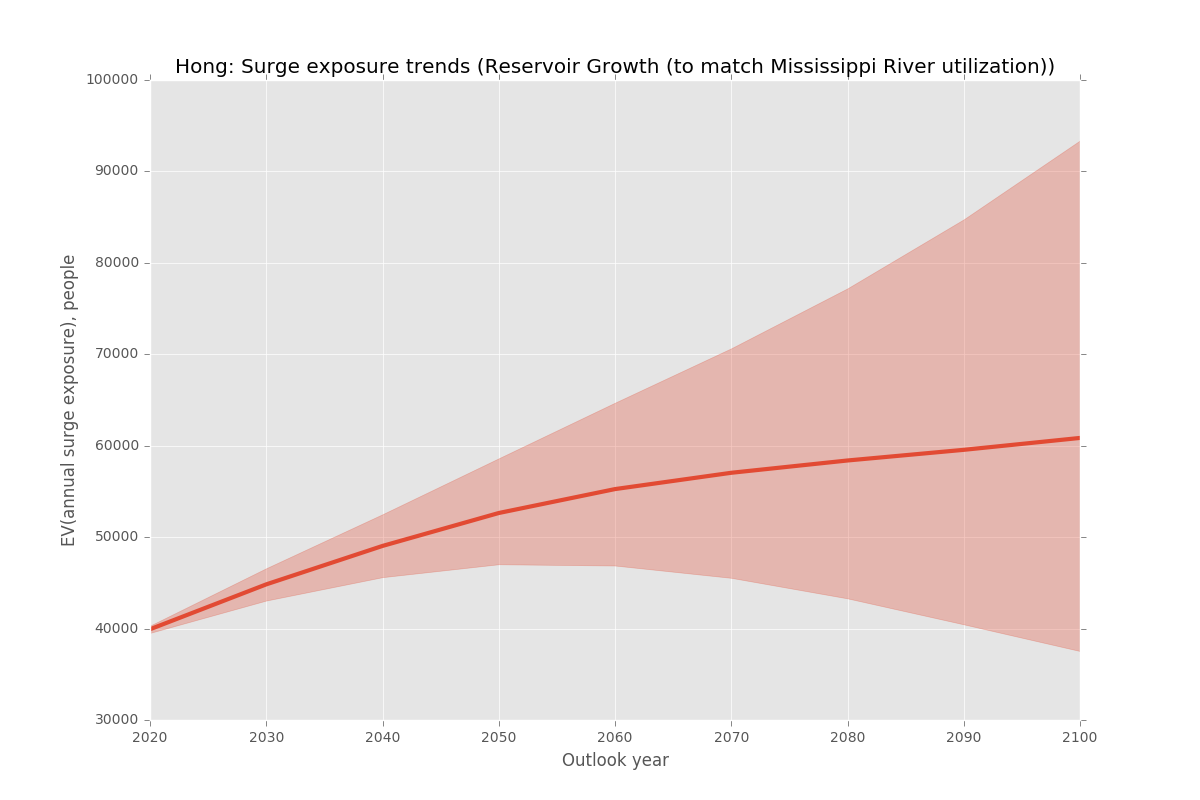 Hong: Surge exposure trends (Reservoir Growth (to match Mississippi River utilization))
100000
90000
80000
70000
60000
50000
40000
30000
EV(annual surge exposure), people
2020 2030 2040 2050 2060 2070 2080 2090 2100
Outlook year